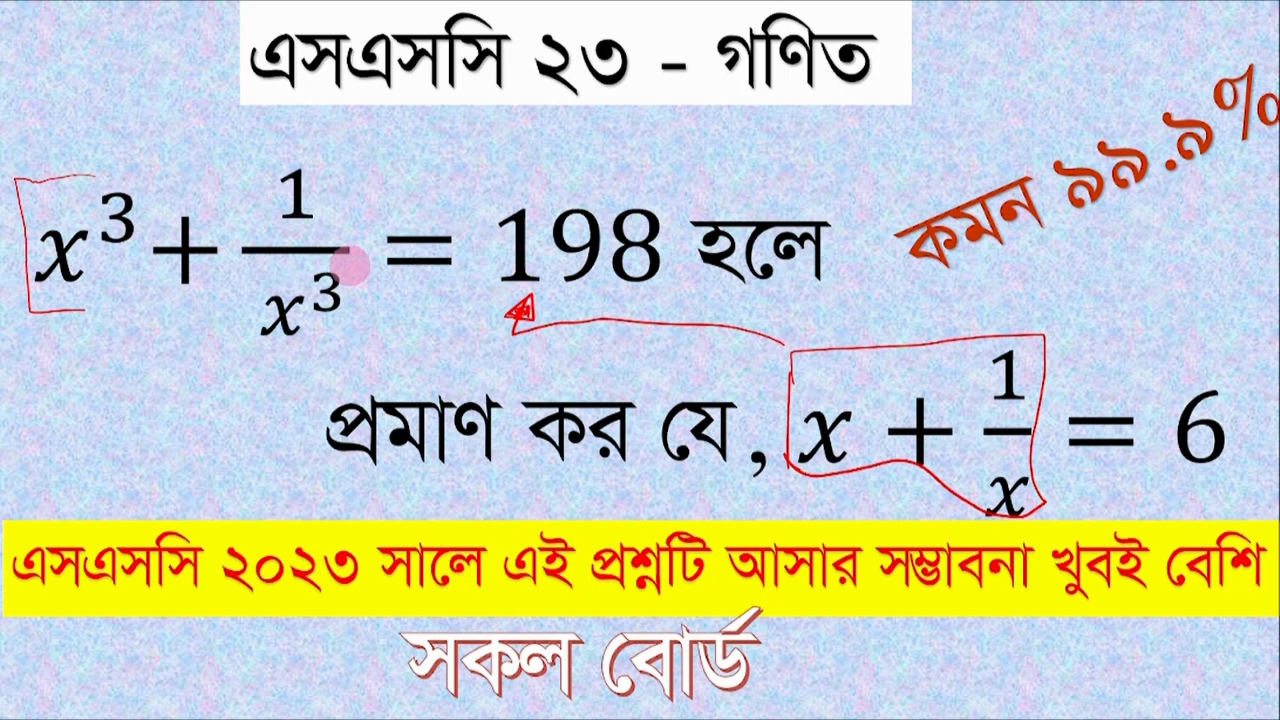 এসএসসি ২৩ - গণিত
কমন ৯৯.৯%
x³ + 1/x³ = 198 হলে
প্রমাণ কর যে, x + 1/x = 6
এসএসসি ২০২৩ সালে এই প্রশ্নটি আসার সম্ভাবনা খুবই বেশি
সকল বোর্ড